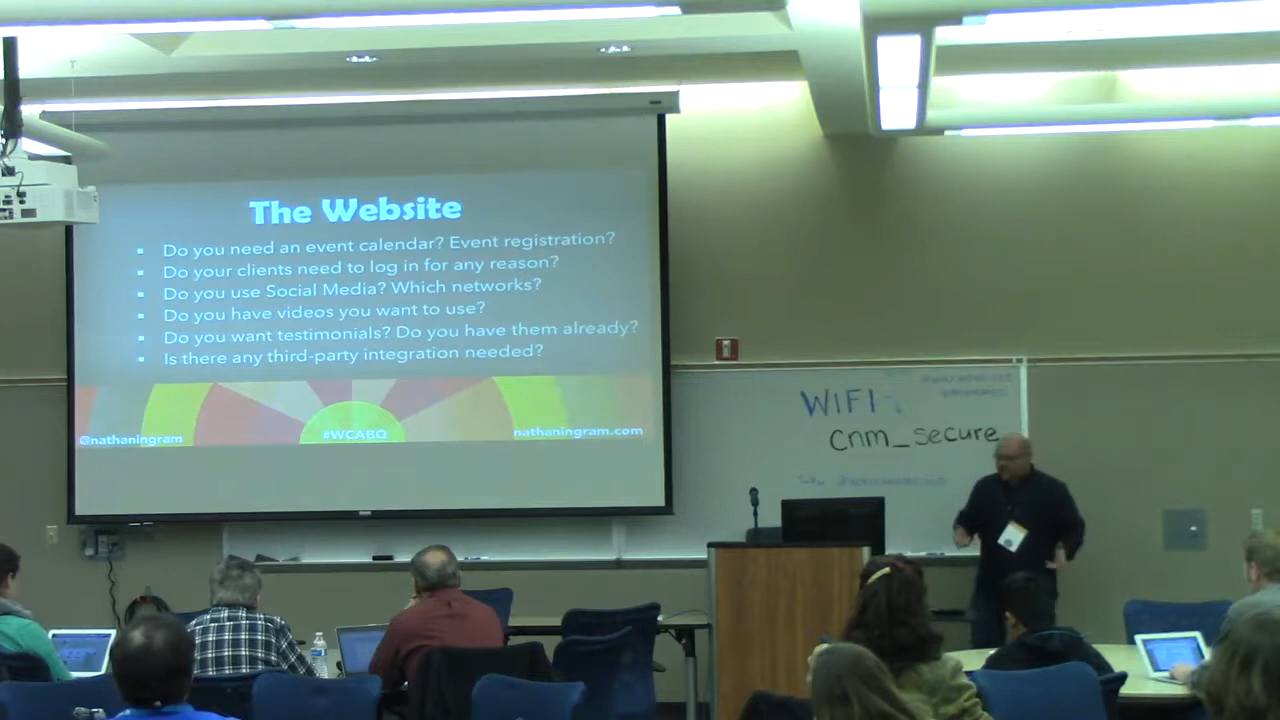 The Website
▪ Do you need an event calendar? Event registration?
▪ Do your clients need to log in for any reason?
▪ Do you use Social Media? Which networks?
▪ Do you have videos you want to use?
▪ Do you want testimonials? Do you have them already?
▪ Is there any third-party integration needed?
@nathaningram
#WCABQ
nathaningram.com
WIFI
cnm_secure